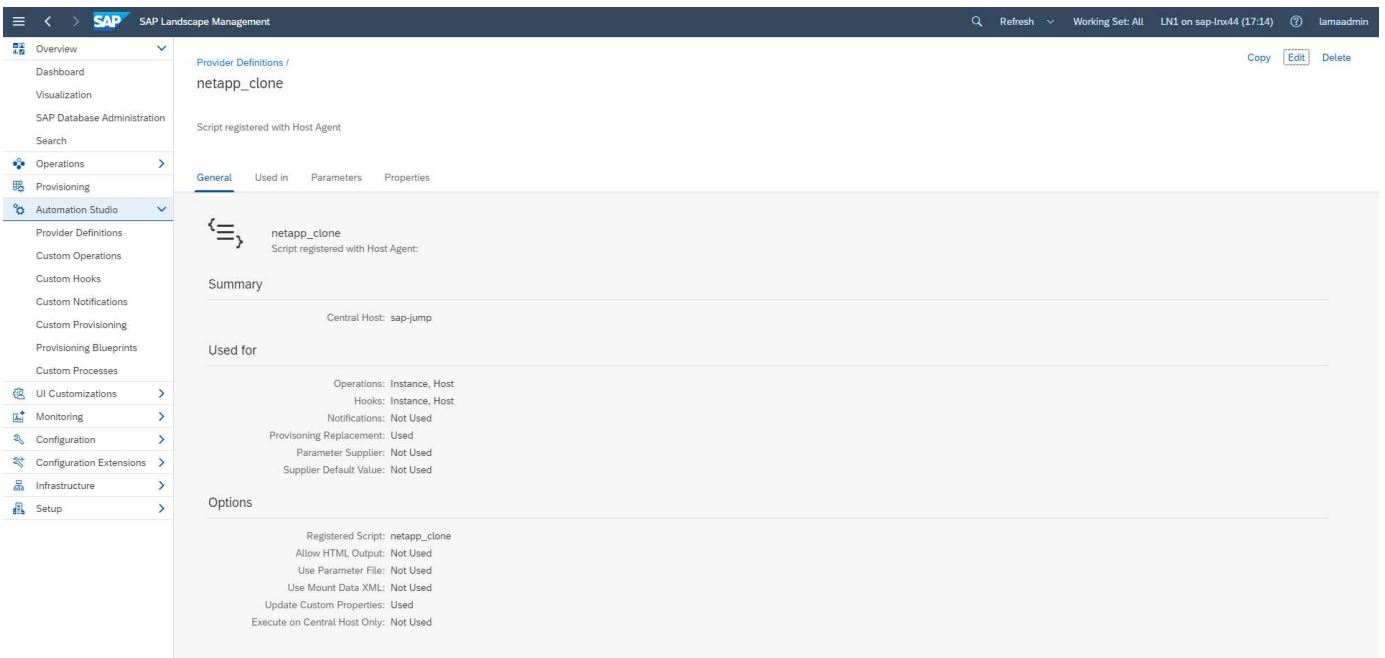 SAP SAP Landscape Management Refresh Working Set: All LN1 on sap-lnx44 (17:14) lamaadmin
Overview
Dashboard
Visualization
SAP Database Administration
Search
Operations
Provisioning
Automation Studio
Provider Definitions
Custom Operations
Custom Hooks
Custom Notifications
Custom Provisioning
Provisioning Blueprints
Custom Processes
UI Customizations
Monitoring
Configuration
Configuration Extensions
Infrastructure
Setup
Provider Definitions /
Copy Edit Delete
netapp_clone
Script registered with Host Agent
General Used in Parameters Properties
netapp_clone
Script registered with Host Agent:
Summary
Central Host: sap-jump
Used for
Operations: Instance, Host
Hooks: Instance, Host
Notifications: Not Used
Provisoning Replacement: Used
Parameter Supplier: Not Used
Supplier Default Value: Not Used
Options
Registered Script: netapp_clone
Allow HTML Output: Not Used
Use Parameter File: Not Used
Use Mount Data XML: Not Used
Update Custom Properties: Used
Execute on Central Host Only: Not Used